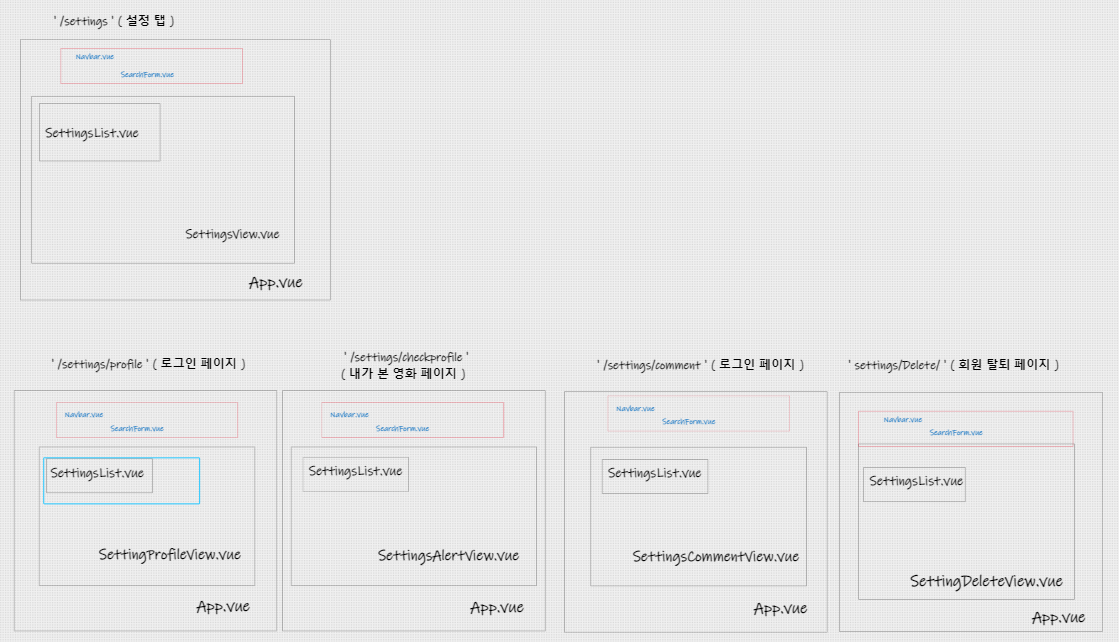 ' /settings ' ( 설정 탭 )
Navbar.vue
SearchForm.vue
SettingsList.vue
SettingsView.vue
App.vue
' /settings/profile ' ( 로그인 페이지 )
Navbar.vue
SearchForm.vue
SettingsList.vue
SettingProfileView.vue
App.vue
' /settings/checkprofile '
( 내가 본 영화 페이지 )
Navbar.vue
SearchForm.vue
SettingsList.vue
SettingsAlertView.vue
App.vue
' /settings/comment ' ( 로그인 페이지 )
Navbar.vue
SearchForm.vue
SettingsList.vue
SettingsCommentView.vue
App.vue
' settings/Delete/ ' ( 회원 탈퇴 페이지 )
Navbar.vue
SearchForm.vue
SettingsList.vue
SettingDeleteView.vue
App.vue